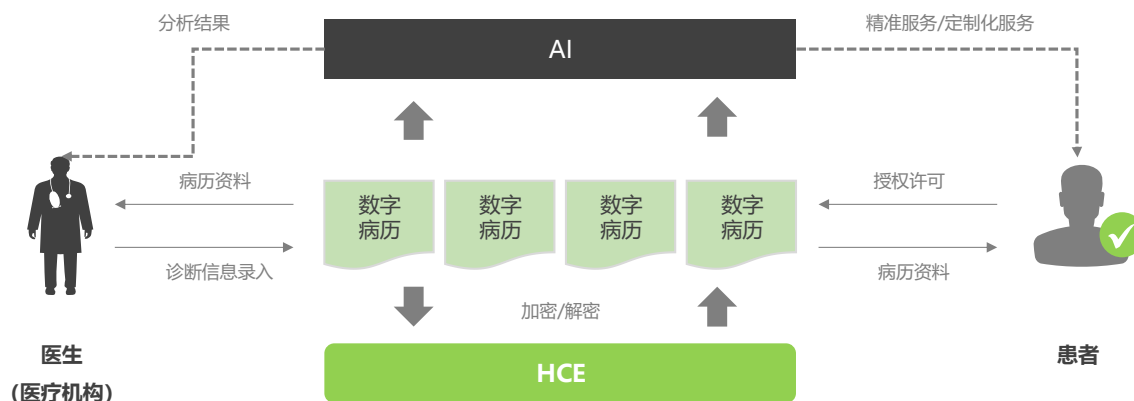 分析结果
AI
精准服务/定制化服务
病历资料
数字
病历
数字
病历
数字
病历
数字
病历
授权许可
诊断信息录入
病历资料
加密/解密
医生
(医疗机构)
HCE
患者